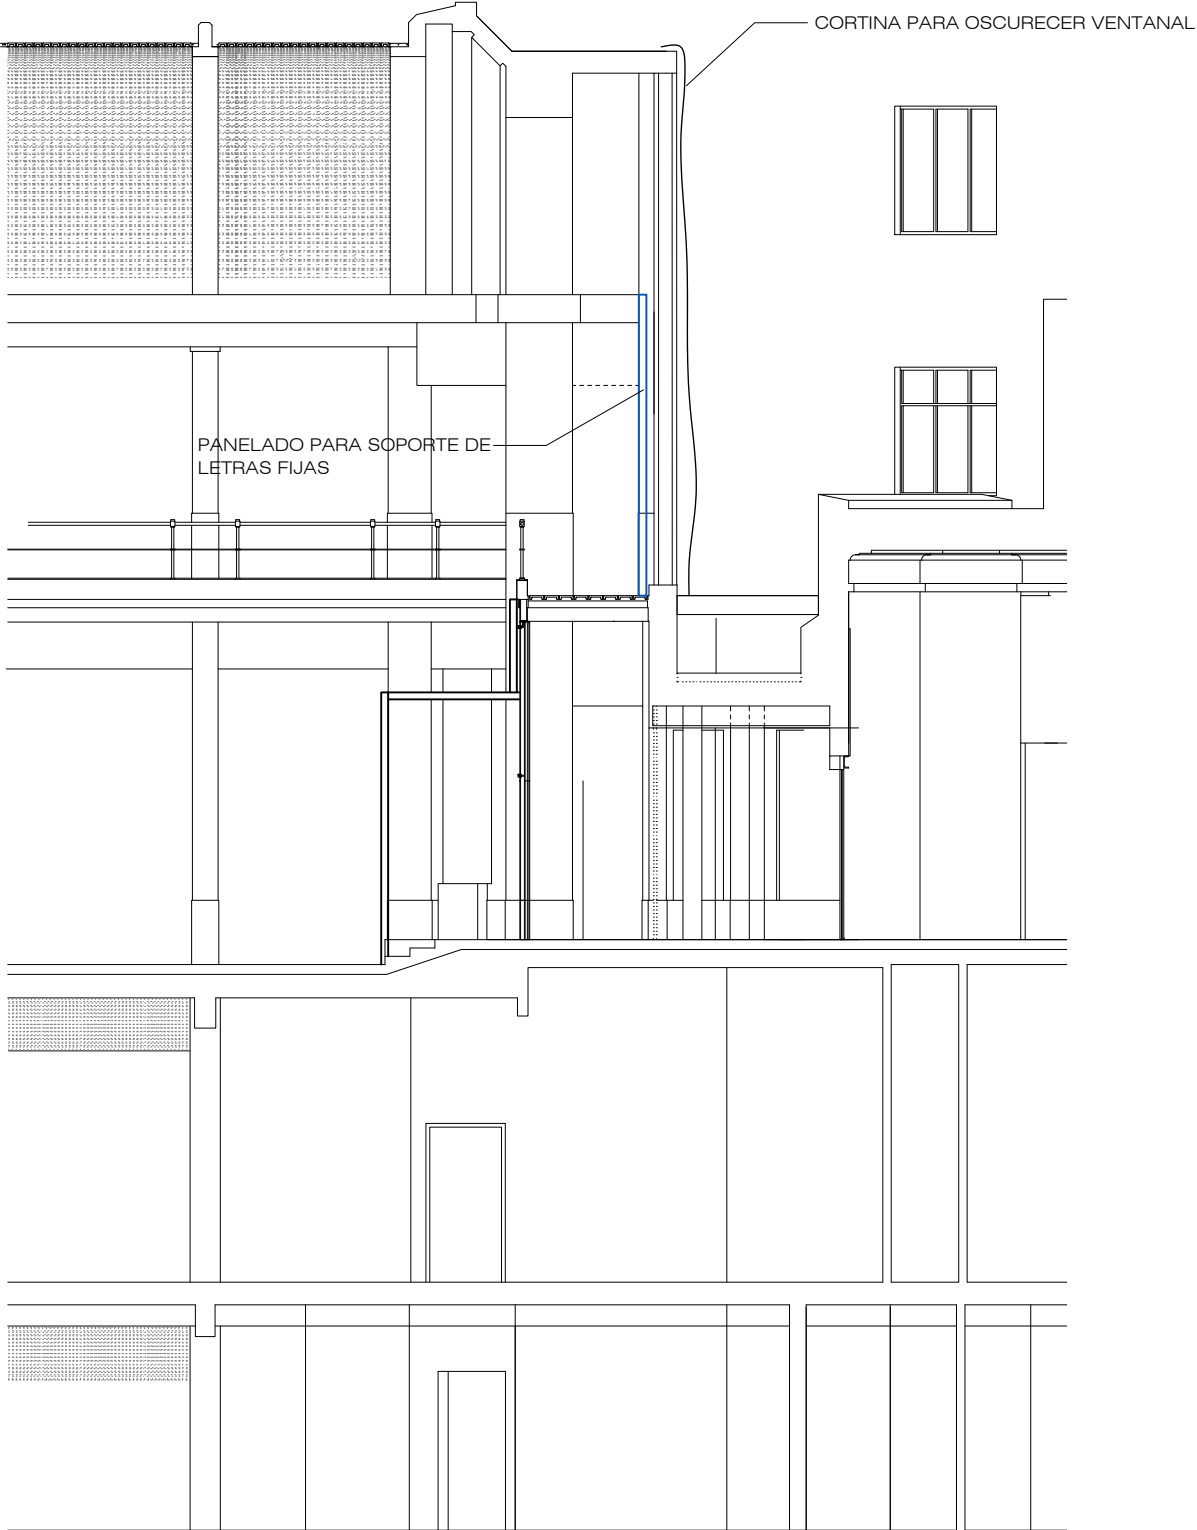 CORTINA PARA OSCURECER VENTANAL
PANELADO PARA SOPORTE DE
LETRAS FIJAS